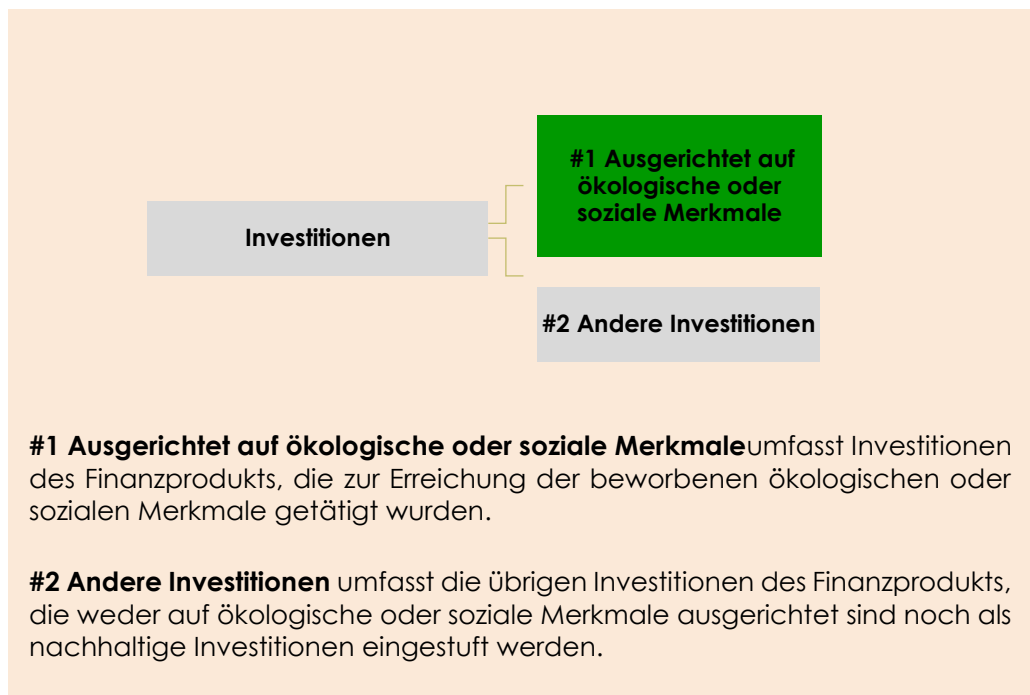 #1 Ausgerichtet auf
ökologische oder
soziale Merkmale
Investitionen
#2 Andere Investitionen
#1 Ausgerichtet auf ökologische oder soziale Merkmaleumfasst Investitionen
des Finanzprodukts, die zur Erreichung der beworbenen ökologischen oder
sozialen Merkmale getätigt wurden.
#2 Andere Investitionen umfasst die übrigen Investitionen des Finanzprodukts,
die weder auf ökologische oder soziale Merkmale ausgerichtet sind noch als
nachhaltige Investitionen eingestuft werden.